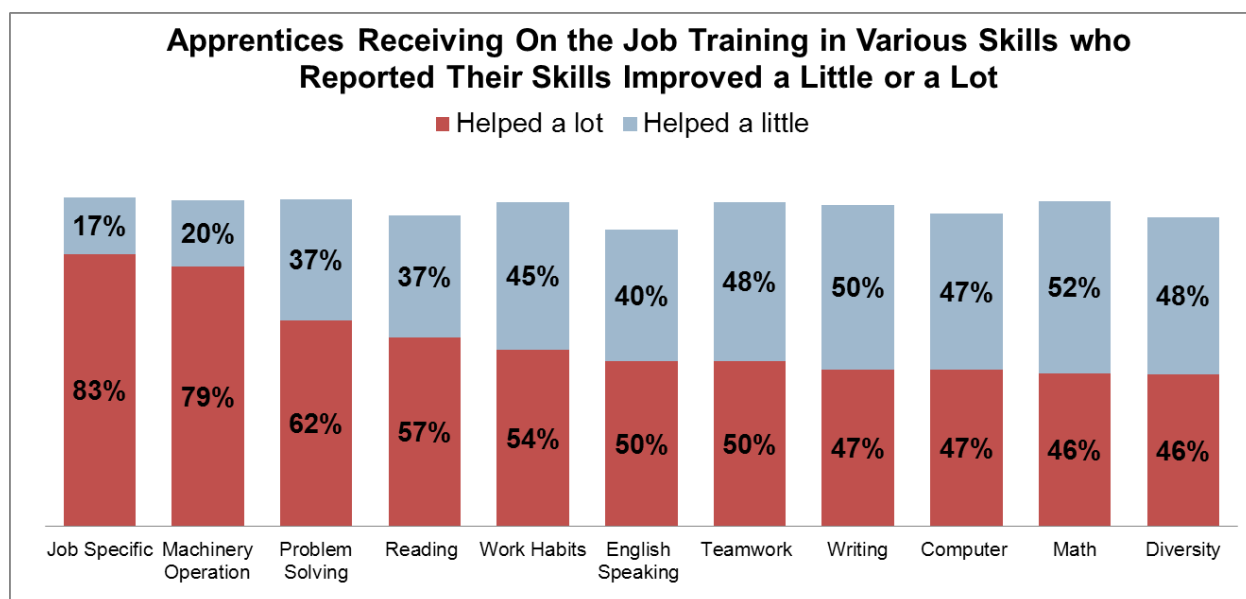 Apprentices Receiving On the Job Training in Various Skills who
Reported Their Skills Improved a Little or a Lot
Helped a lot Helped a little
17% 20% 37% 37% 45% 40% 48% 50% 47% 52% 48%
83% 79% 62% 57% 54% 50% 50% 47% 47% 46% 46%
Job Specific Machinery Problem Reading Work Habits English Teamwork Writing Computer Math Diversity
Operation Solving Speaking